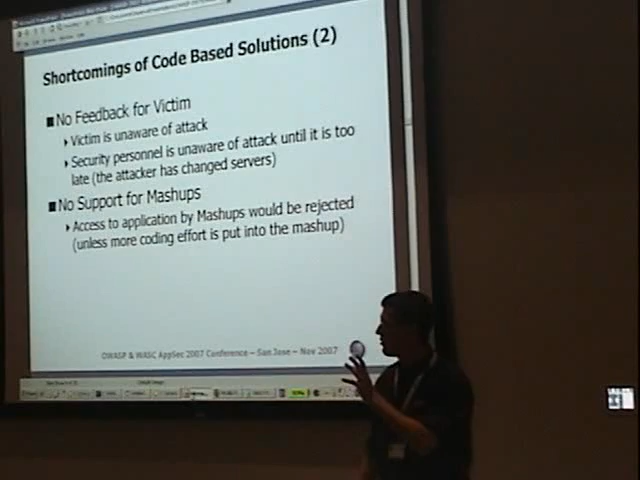 Shortcomings of Code Based Solutions (2)
No Feedback for Victim
Victim is unaware of attack
Security personnel is unaware of attack until it is too
late (the attacker has changed servers)
No Support for Mashups
Access to application by Mashups would be rejected
(unless more coding effort is put into the mashup)
OWASP & WASC AppSec 2007 Conference – San Jose – Nov 2007